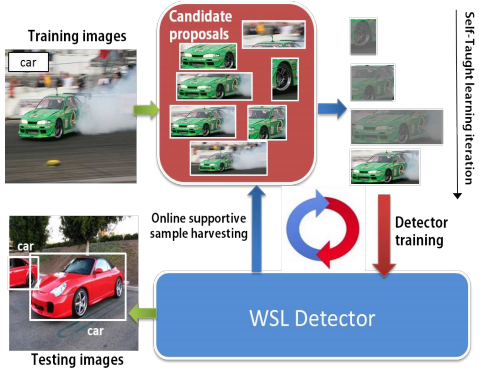 Training images
car
Candidate
proposals
Self-Taught learning iteration
Online supportive
sample harvesting
Detector
training
car
car
WSL Detector
Testing images